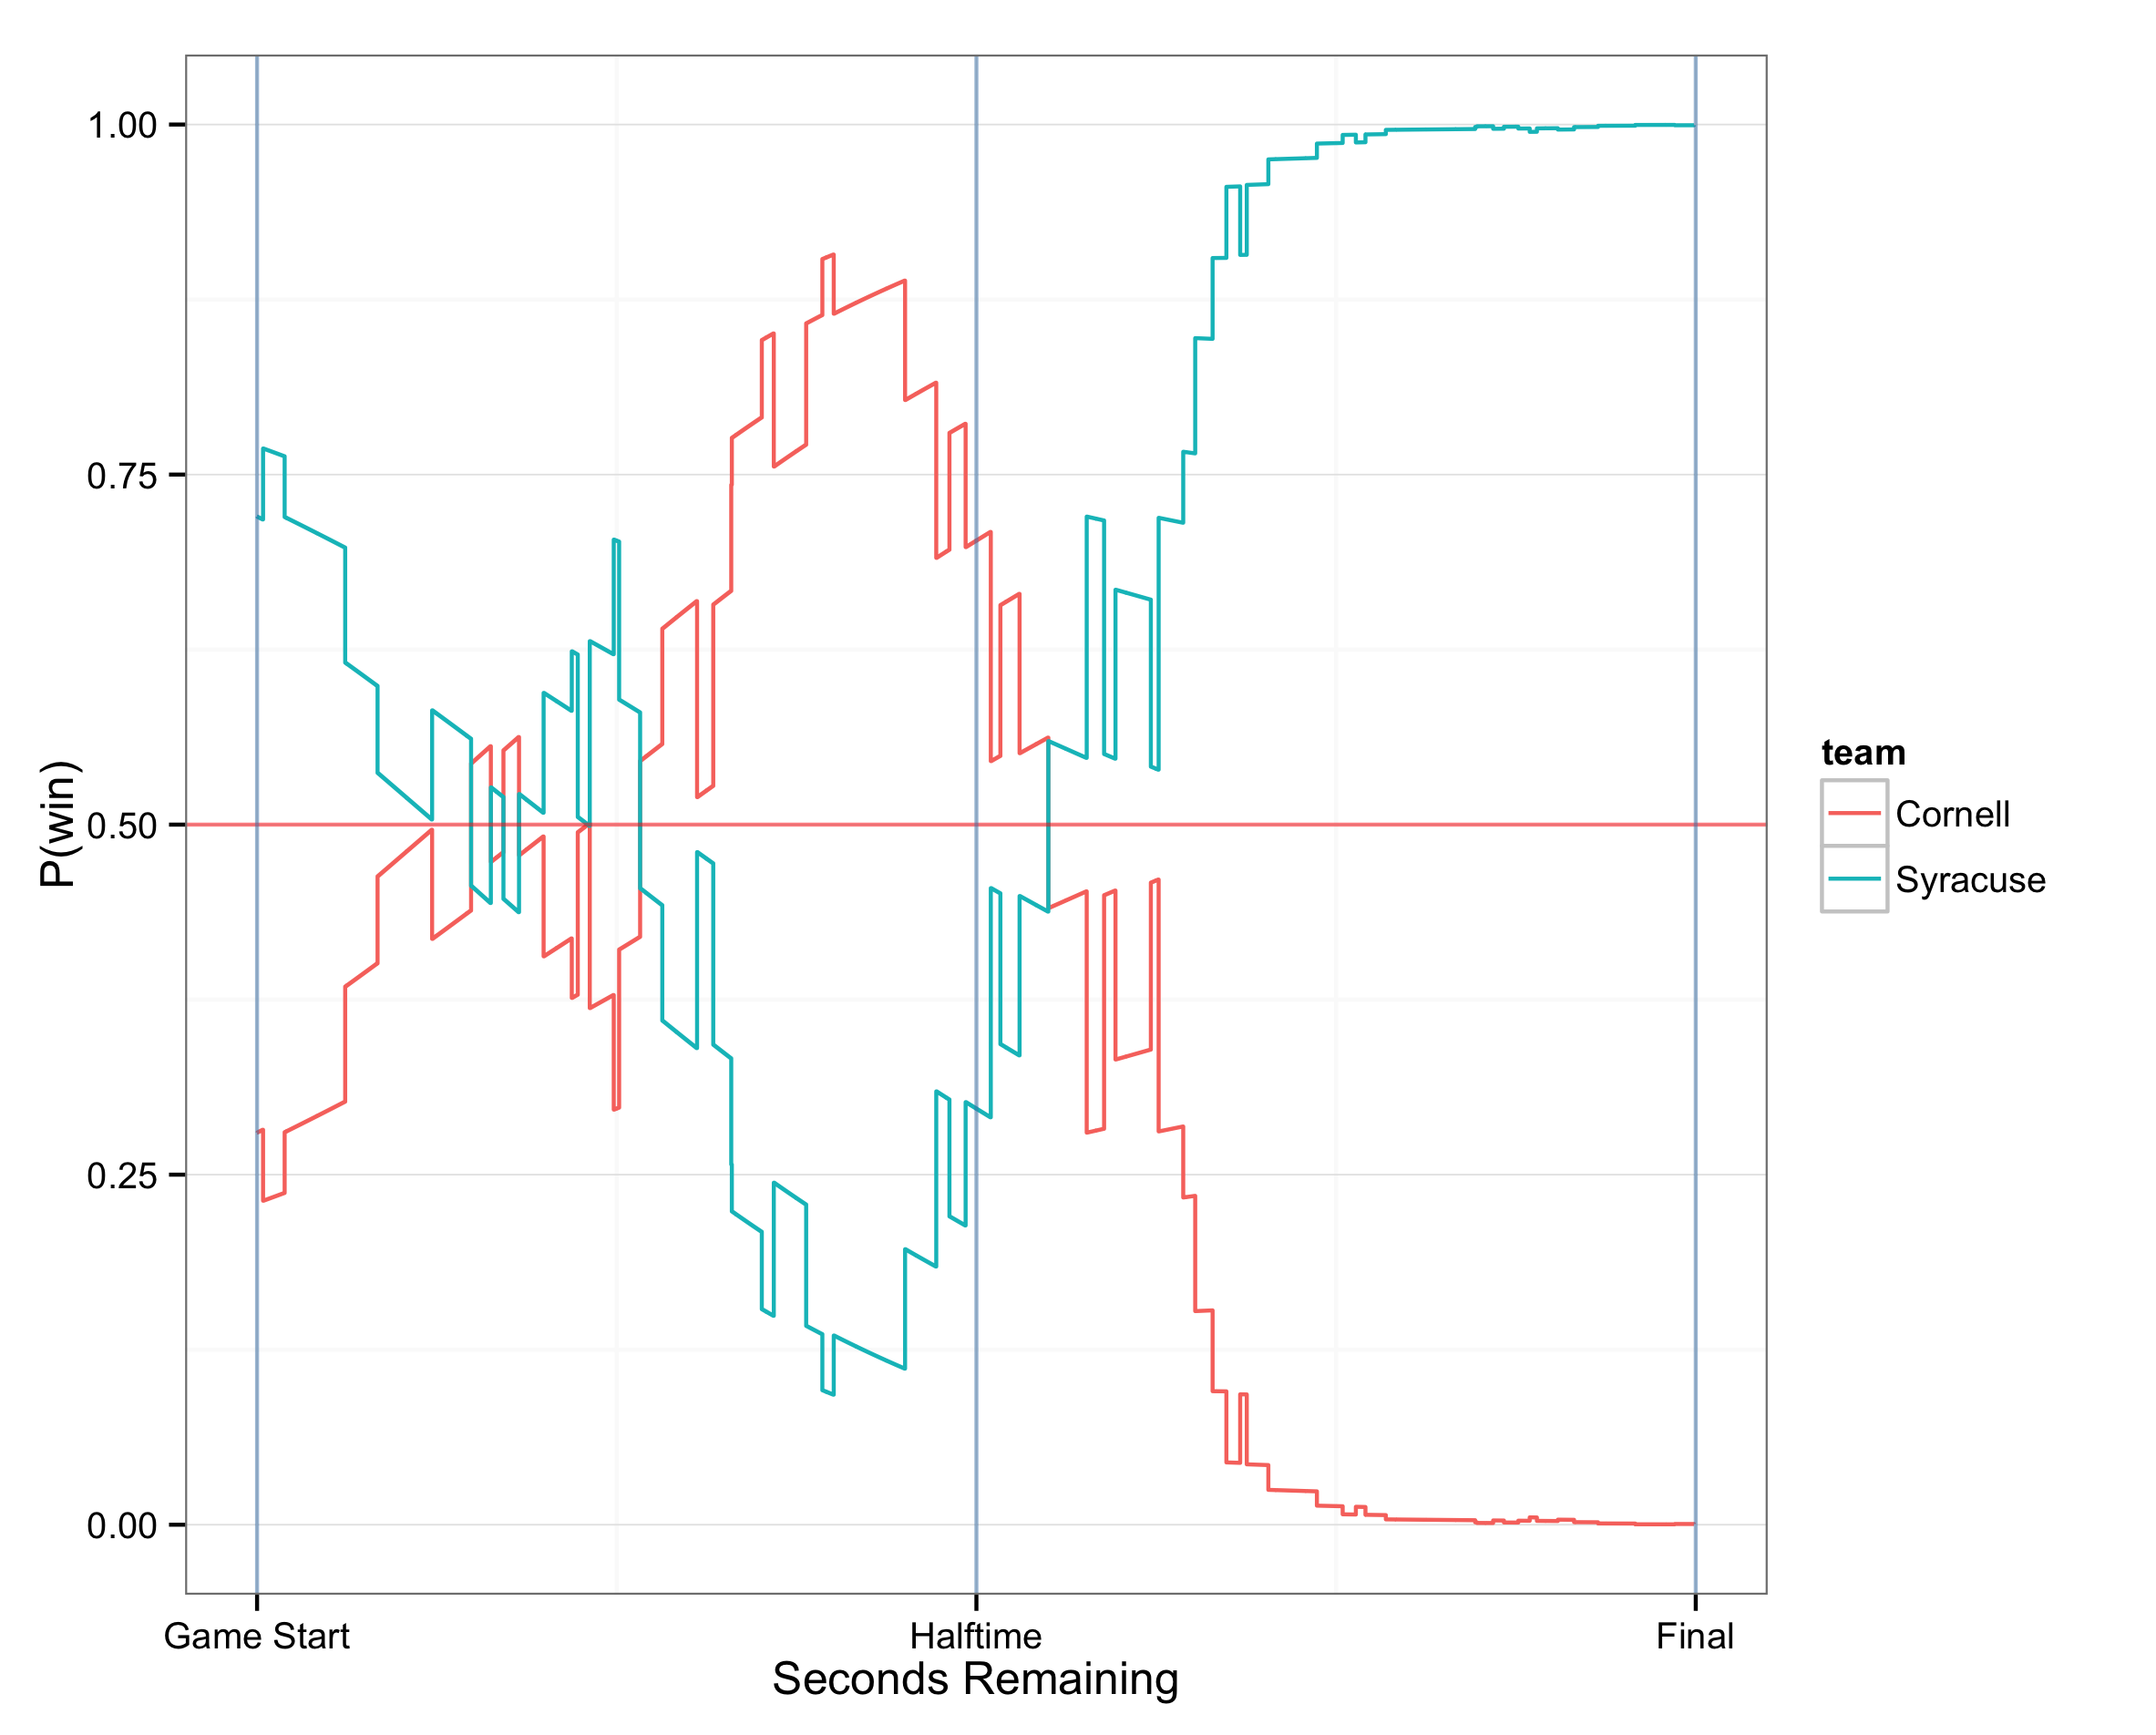 P(win)
1.00
0.75
0.50
0.25
0.00
Game Start
Halftime
Final
Seconds Remaining
team
Cornell
Syracuse